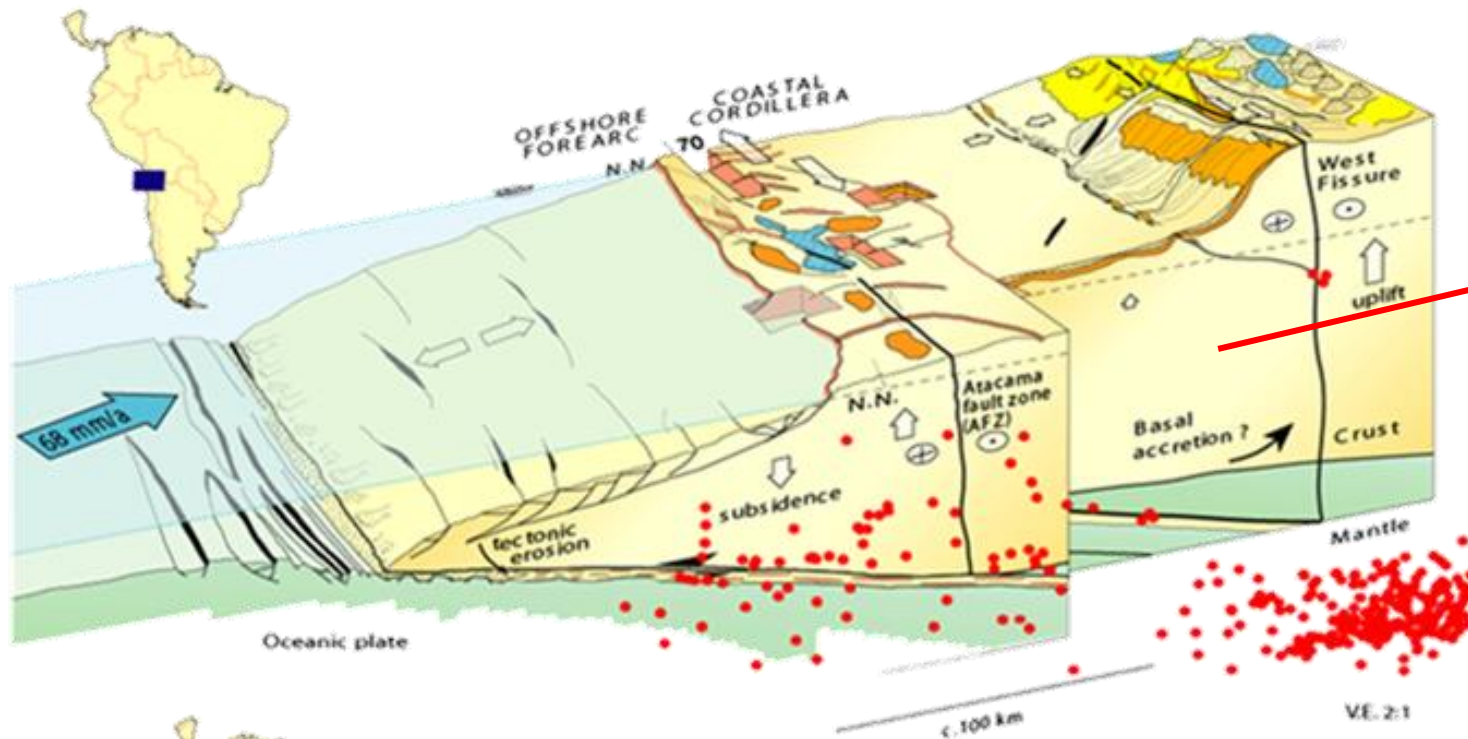 OFFSHORE
FOREARC
COASTAL
CORDILLERA
N.N.
70
West
Fissure
68 mm/a
uplift
N.N.
Atacama
fault zone
(AFZ)
Basal
accretion ?
Crust
subsidence
tectonic
erosion
Mantle
Oceanic plate
c.100 km
V.E. 2:1